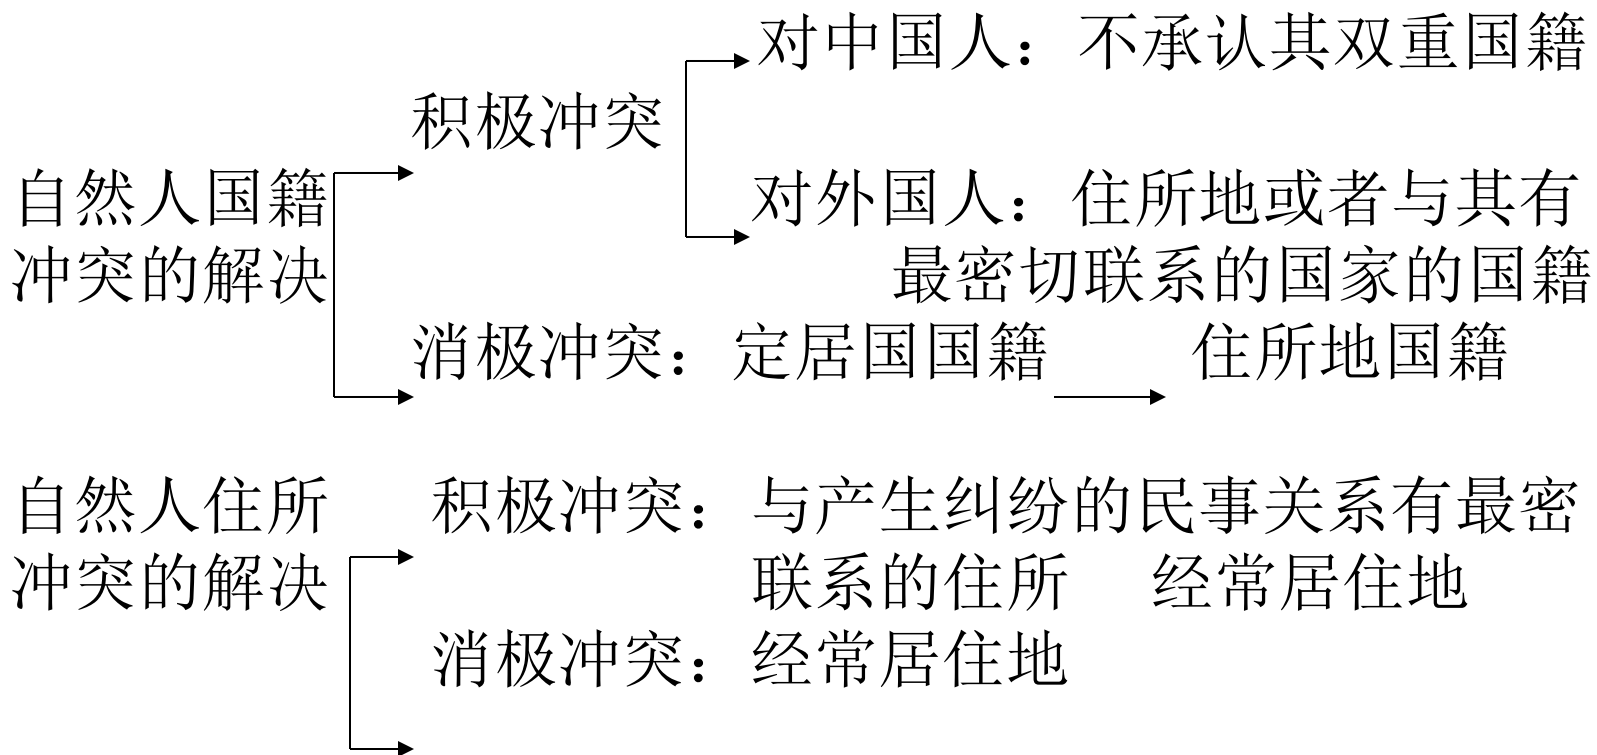 对中国人：不承认其双重国籍
积极冲突
自然人国籍
对外国人：住所地或者与其有
冲突的解决
最密切联系的国家的国籍
消极冲突：定居国国籍 住所地国籍
自然人住所 积极冲突：与产生纠纷的民事关系有最密
冲突的解决 联系的住所 经常居住地
消极冲突：经常居住地